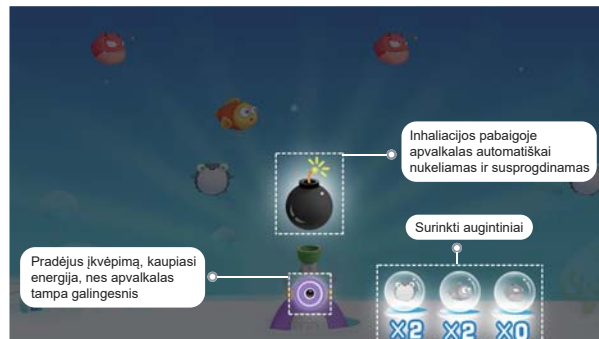 Inhaliacijos pabaigoje
apvalkalas automatiškai
nukeliamas ir susprogdinamas
Surinkti augintiniai
Pradėjus įkvėpimą, kaupiasi
energija, nes apvalkalas
tampa galingesnis
X2 X2 X0